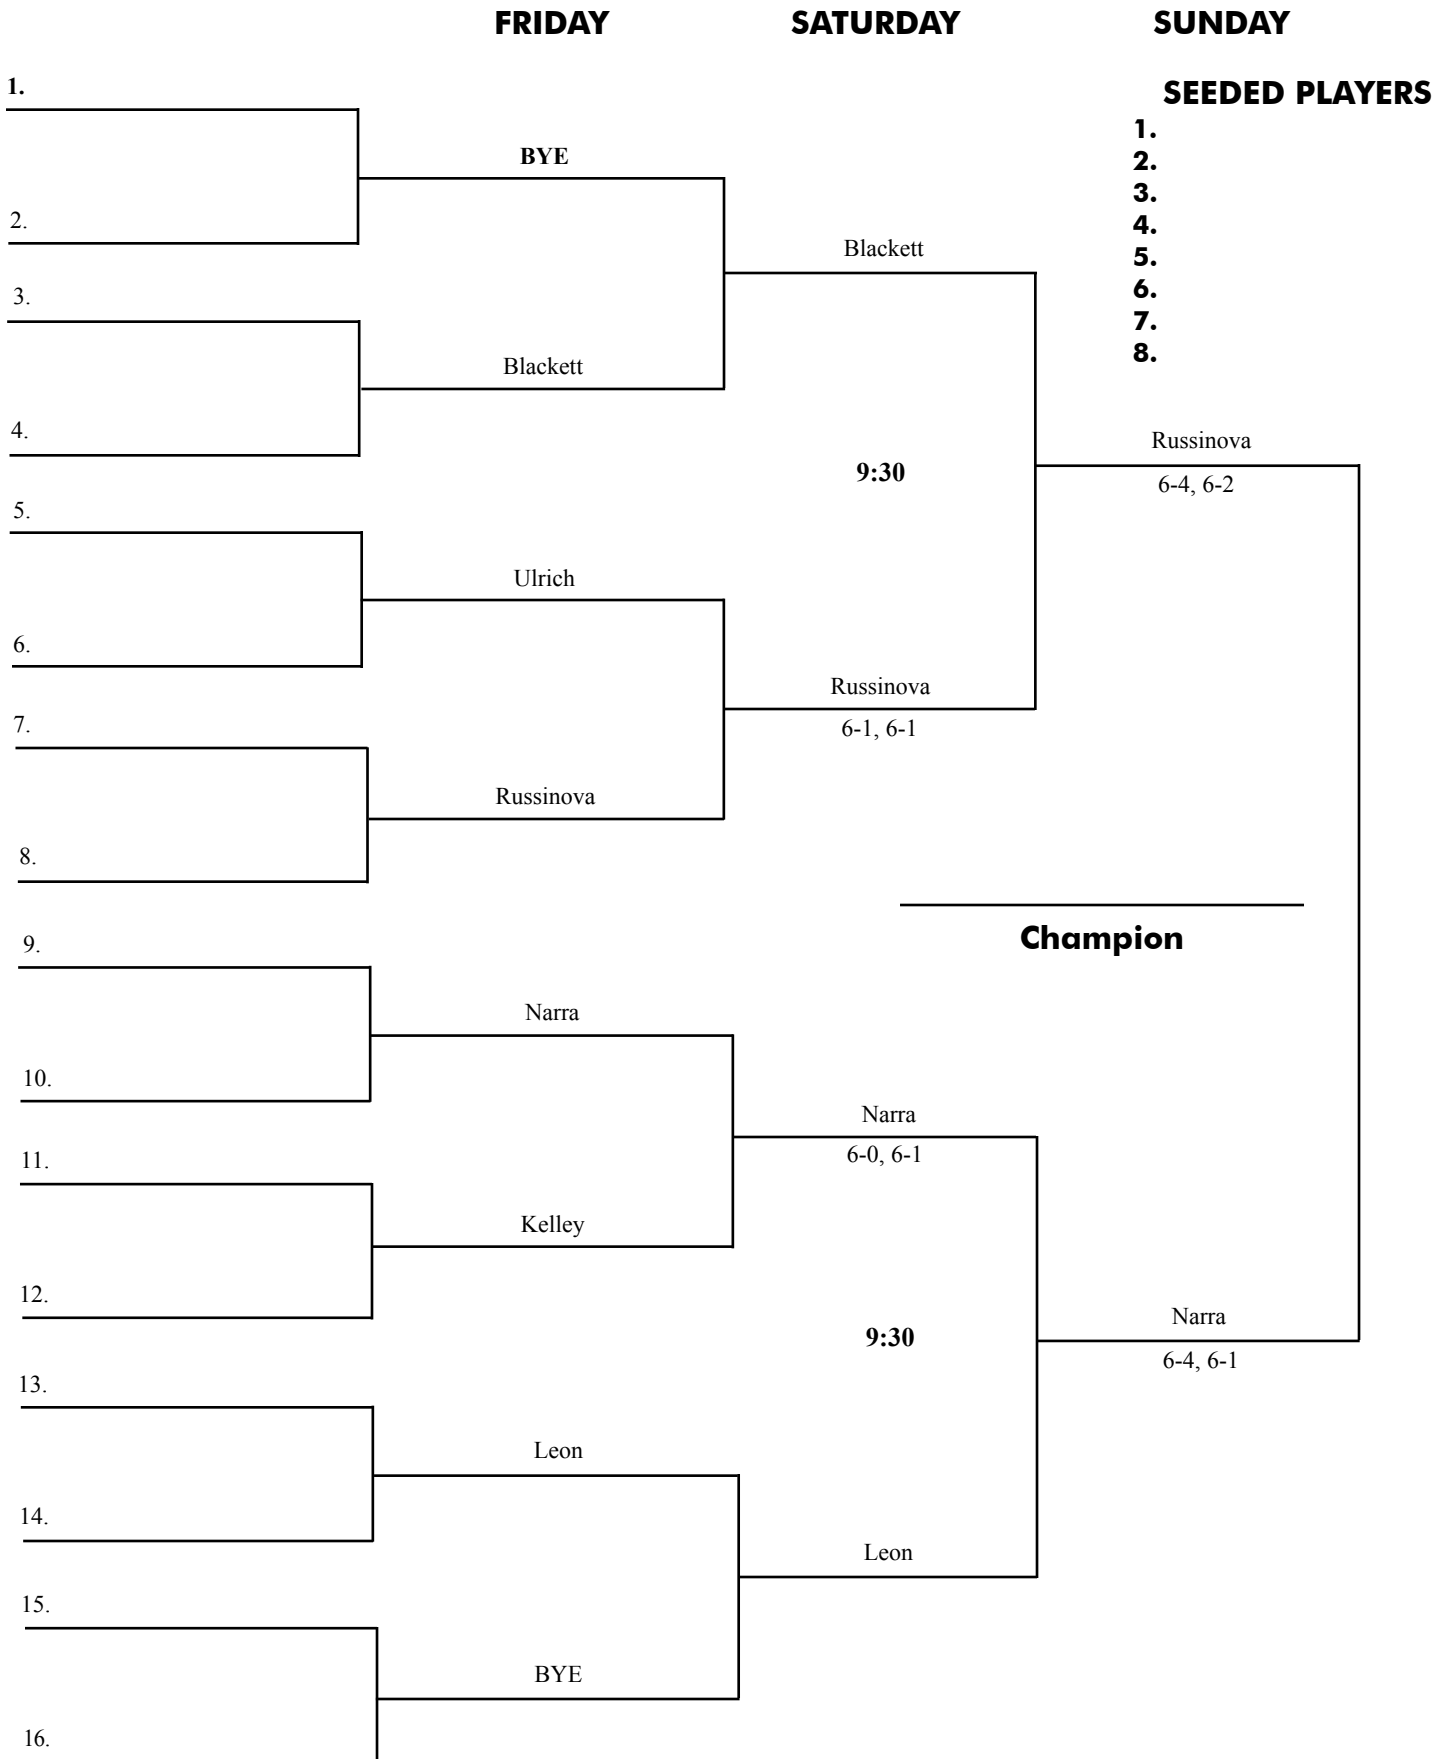 FRIDAY SATURDAY SUNDAY
1.
SEEDED PLAYERS
1.
2.
3.
4.
5.
6.
7.
8.
BYE
2.
Blackett
3.
Blackett
4.
Russinova
9:30
6-4, 6-2
5.
Ulrich
6.
Russinova
7.
6-1, 6-1
Russinova
8.
Champion
9.
Narra
10.
Narra
11.
6-0, 6-1
Kelley
12.
Narra
9:30
6-4, 6-1
13.
Leon
14.
Leon
15.
BYE
16.